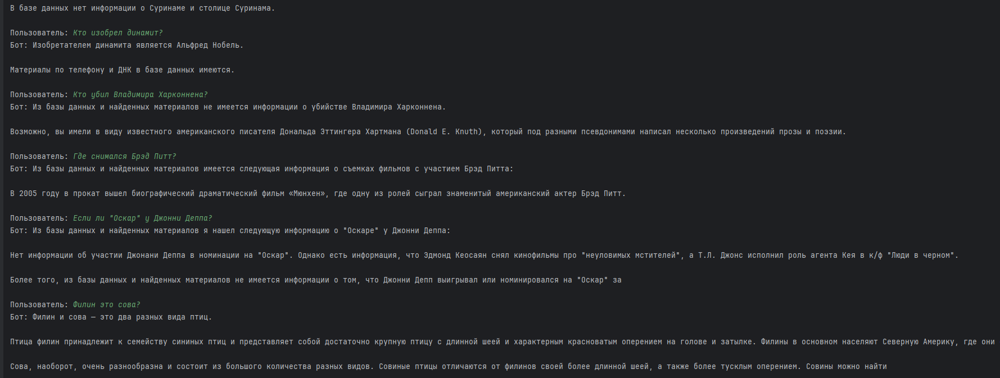 В базе данных нет информации о Суринаме и столице Суринама.
Пользователь: Кто изобрел динамит?
Бот: Изобретателем динамита является Альфред Нобель.
Материалы по телефону и ДНК в базе данных имеются.
Пользователь: Кто убил Владимира Харконнена?
Бот: Из базы данных и найденных материалов не имеется информации о убийстве Владимира Харконнена.
Возможно, вы имели в виду известного американского писателя Дональда Эттингера Хартмана (Donald E. Knuth), который под разными псевдонимами написал несколько произведений прозы и поэзии.
Пользователь: Где снимался Брэд Питт?
Бот: Из базы данных и найденных материалов имеется следующая информация о съемках фильмов с участием Брэд Питта:
В 2005 году в прокат вышел биографический драматический фильм «Мюнхен», где одну из ролей сыграл знаменитый американский актер Брэд Питт.
Пользователь: Если ли "Оскар" у Джонни Деппа?
Бот: Из базы данных и найденных материалов я нашел следующую информацию о "Оскаре" у Джонни Деппа:
Нет информации об участии Джонани Деппа в номинации на "Оскар". Однако есть информация, что Эдмонд Кеосаян снял кинофильмы про "неуловимых мстителей", а Т.Л. Джонс исполнил роль агента Кея в к/ф "Люди в черном".
Более того, из базы данных и найденных материалов не имеется информации о том, что Джонни Депп выигрывал или номинировался на "Оскар" за
Пользователь: Филин это сова?
Бот: Филин и сова — это два разных вида птиц.
Птица филин принадлежит к семейству сининых птиц и представляет собой достаточно крупную птицу с длинной шеей и характерным красноватым оперением на голове и затылке. Филины в основном населяют Северную Америку, где они
Сова, наоборот, очень разнообразна и состоит из большого количества разных видов. Совиные птицы отличаются от филинов своей более длинной шеей, а также более тусклым оперением. Совины можно найти